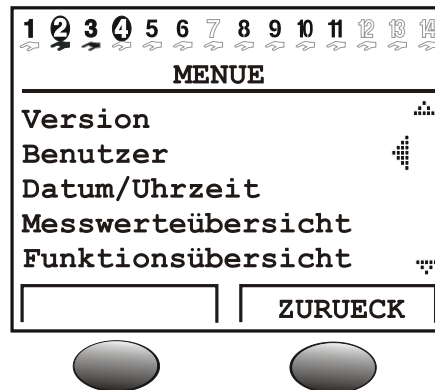 1 2 3 4 5 6 7 8 9 10 11 12 13 14
MENUE
Version
Benutzer
Datum/Uhrzeit
Messwerteübersicht
Funktionsübersicht
ZURUECK